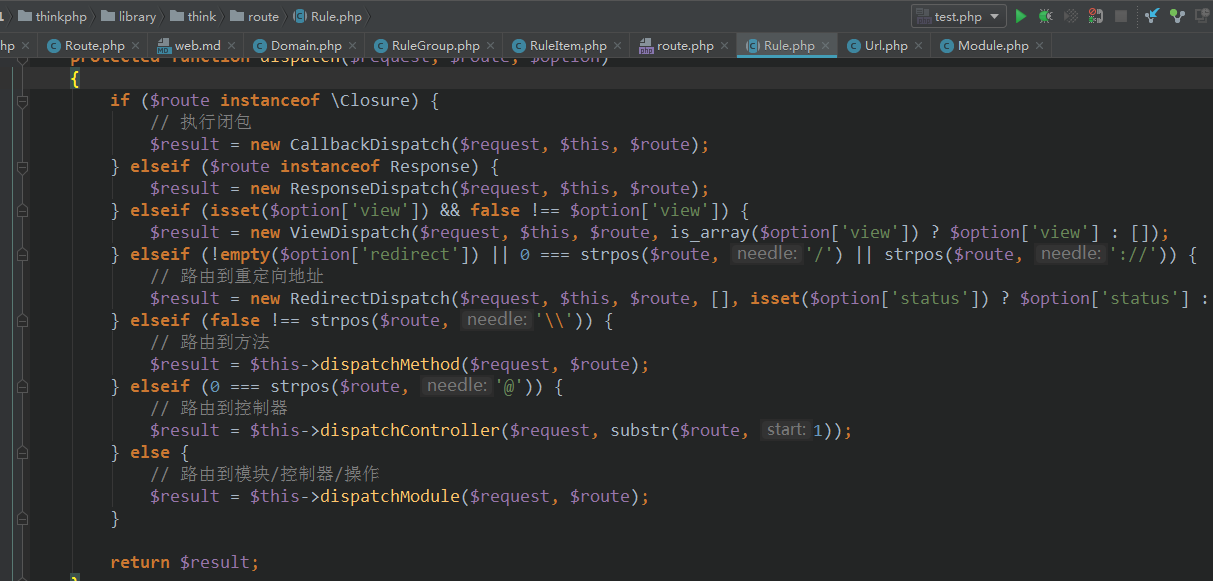 thinkphp library think route Rule.php test.php
hp Route.php web.md Domain.php RuleGroup.php RuleItem.php route.php Rule.php Url.php Module.php
protected function dispatch($request, $route, $option)
{
if ($route instanceof \Closure) {
// 执行闭包
$result = new CallbackDispatch($request, $this, $route);
} elseif ($route instanceof Response) {
$result = new ResponseDispatch($request, $this, $route);
} elseif (isset($option['view']) && false !== $option['view']) {
$result = new ViewDispatch($request, $this, $route, is_array($option['view']) ? $option['view'] : []);
} elseif (!empty($option['redirect']) || 0 === strpos($route, needle: '/') || strpos($route, needle: '://')) {
// 路由到重定向地址
$result = new RedirectDispatch($request, $this, $route, [], isset($option['status']) ? $option['status'] :
} elseif (false !== strpos($route, needle: '\\')) {
// 路由到方法
$result = $this->dispatchMethod($request, $route);
} elseif (0 === strpos($route, needle: '@')) {
// 路由到控制器
$result = $this->dispatchController($request, substr($route, start: 1));
} else {
// 路由到模块/控制器/操作
$result = $this->dispatchModule($request, $route);
}
return $result;
}